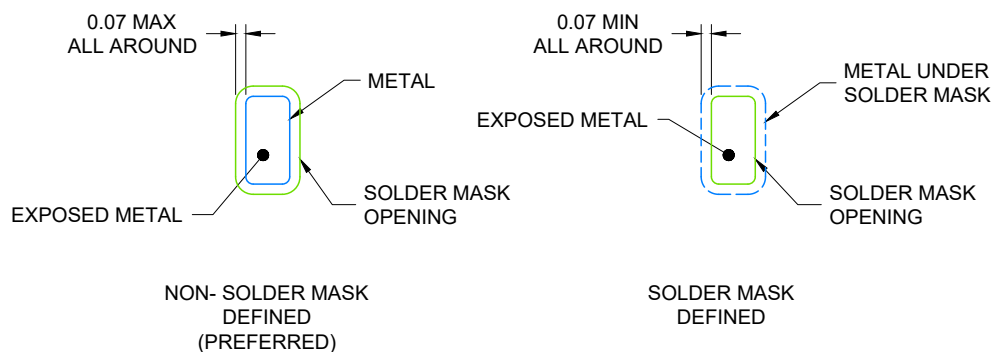 0.07 MAX
ALL AROUND
METAL
EXPOSED METAL
SOLDER MASK
OPENING
NON- SOLDER MASK
DEFINED
(PREFERRED)
0.07 MIN
ALL AROUND
METAL UNDER
SOLDER MASK
EXPOSED METAL
SOLDER MASK
OPENING
SOLDER MASK
DEFINED